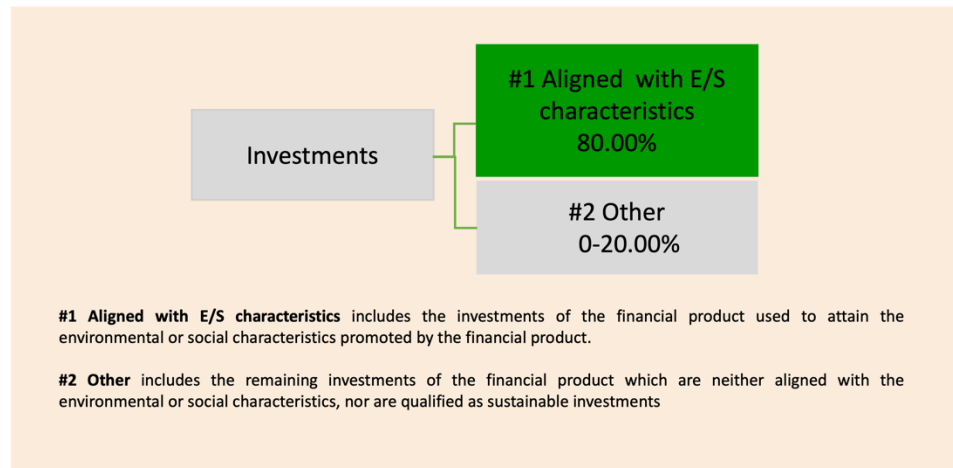 #1 Aligned with E/S
characteristics
80.00%
Investments
#2 Other
0-20.00%
#1 Aligned with E/S characteristics includes the investments of the financial product used to attain the
environmental or social characteristics promoted by the financial product.
#2 Other includes the remaining investments of the financial product which are neither aligned with the
environmental or social characteristics, nor are qualified as sustainable investments